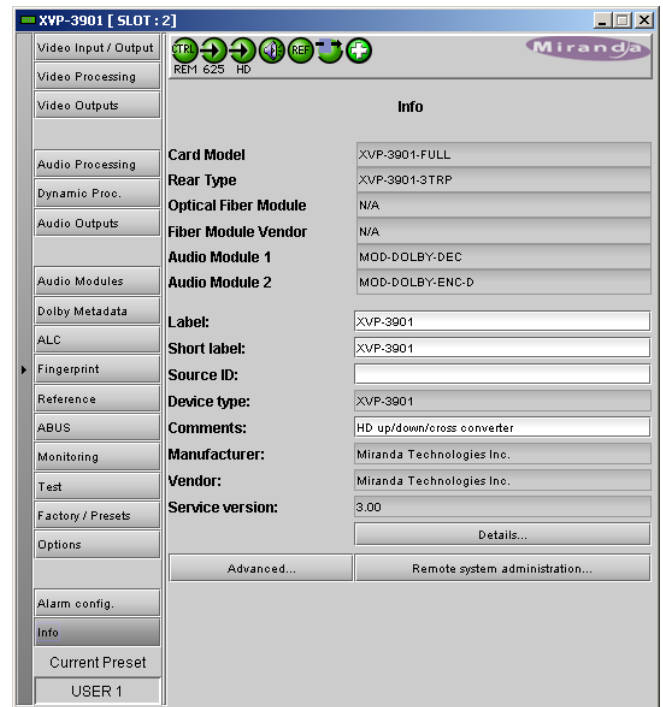 XVP-3901 [ SLOT : 2]
Video Input / Output
Video Processing
Video Outputs
Audio Processing
Dynamic Proc.
Audio Outputs
Audio Modules
Dolby Metadata
ALC
Fingerprint
Reference
ABUS
Monitoring
Test
Factory / Presets
Options
Alarm config.
Info
Current Preset
USER 1
CTRL REF
REM 625 HD
Miranda
Info
Card Model XVP-3901-FULL
Rear Type XVP-3901-3TRP
Optical Fiber Module N/A
Fiber Module Vendor N/A
Audio Module 1 MOD-DOLBY-DEC
Audio Module 2 MOD-DOLBY-ENC-D
Label: XVP-3901
Short label: XVP-3901
Source ID:
Device type: XVP-3901
Comments: HD up/down/cross converter
Manufacturer: Miranda Technologies Inc.
Vendor: Miranda Technologies Inc.
Service version: 3.00
Details...
Advanced... Remote system administration...